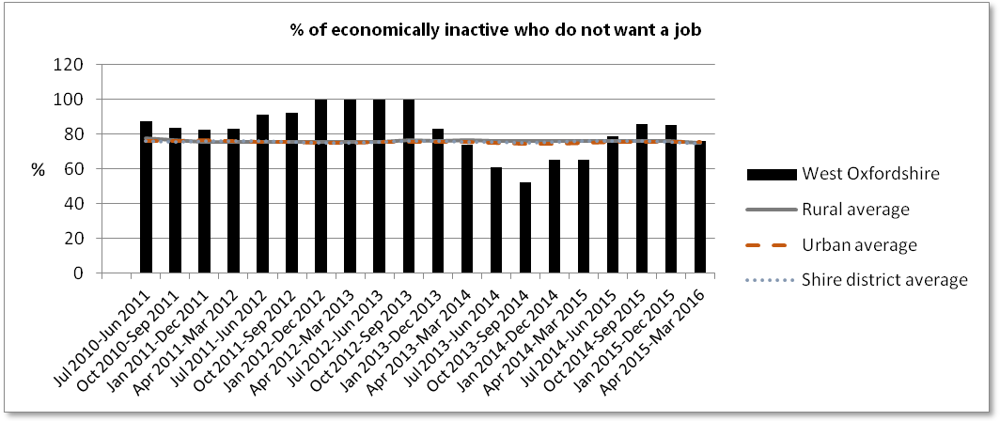 % of economically inactive who do not want a job
120
100
80
60
40
20
0
%
Jul 2010-Jun 2011
Oct 2010-Sep 2011
Jan 2011-Dec 2011
Apr 2011-Mar 2012
Jul 2011-Jun 2012
Oct 2011-Sep 2012
Jan 2012-Dec 2012
Apr 2012-Mar 2013
Jul 2012-Jun 2013
Oct 2012-Sep 2013
Jan 2013-Dec 2013
Apr 2013-Mar 2014
Jul 2013-Jun 2014
Oct 2013-Sep 2014
Jan 2014-Dec 2014
Apr 2014-Mar 2015
Jul 2014-Jun 2015
Oct 2014-Sep 2015
Jan 2015-Dec 2015
Apr 2015-Mar 2016
West Oxfordshire
Rural average
Urban average
Shire district average